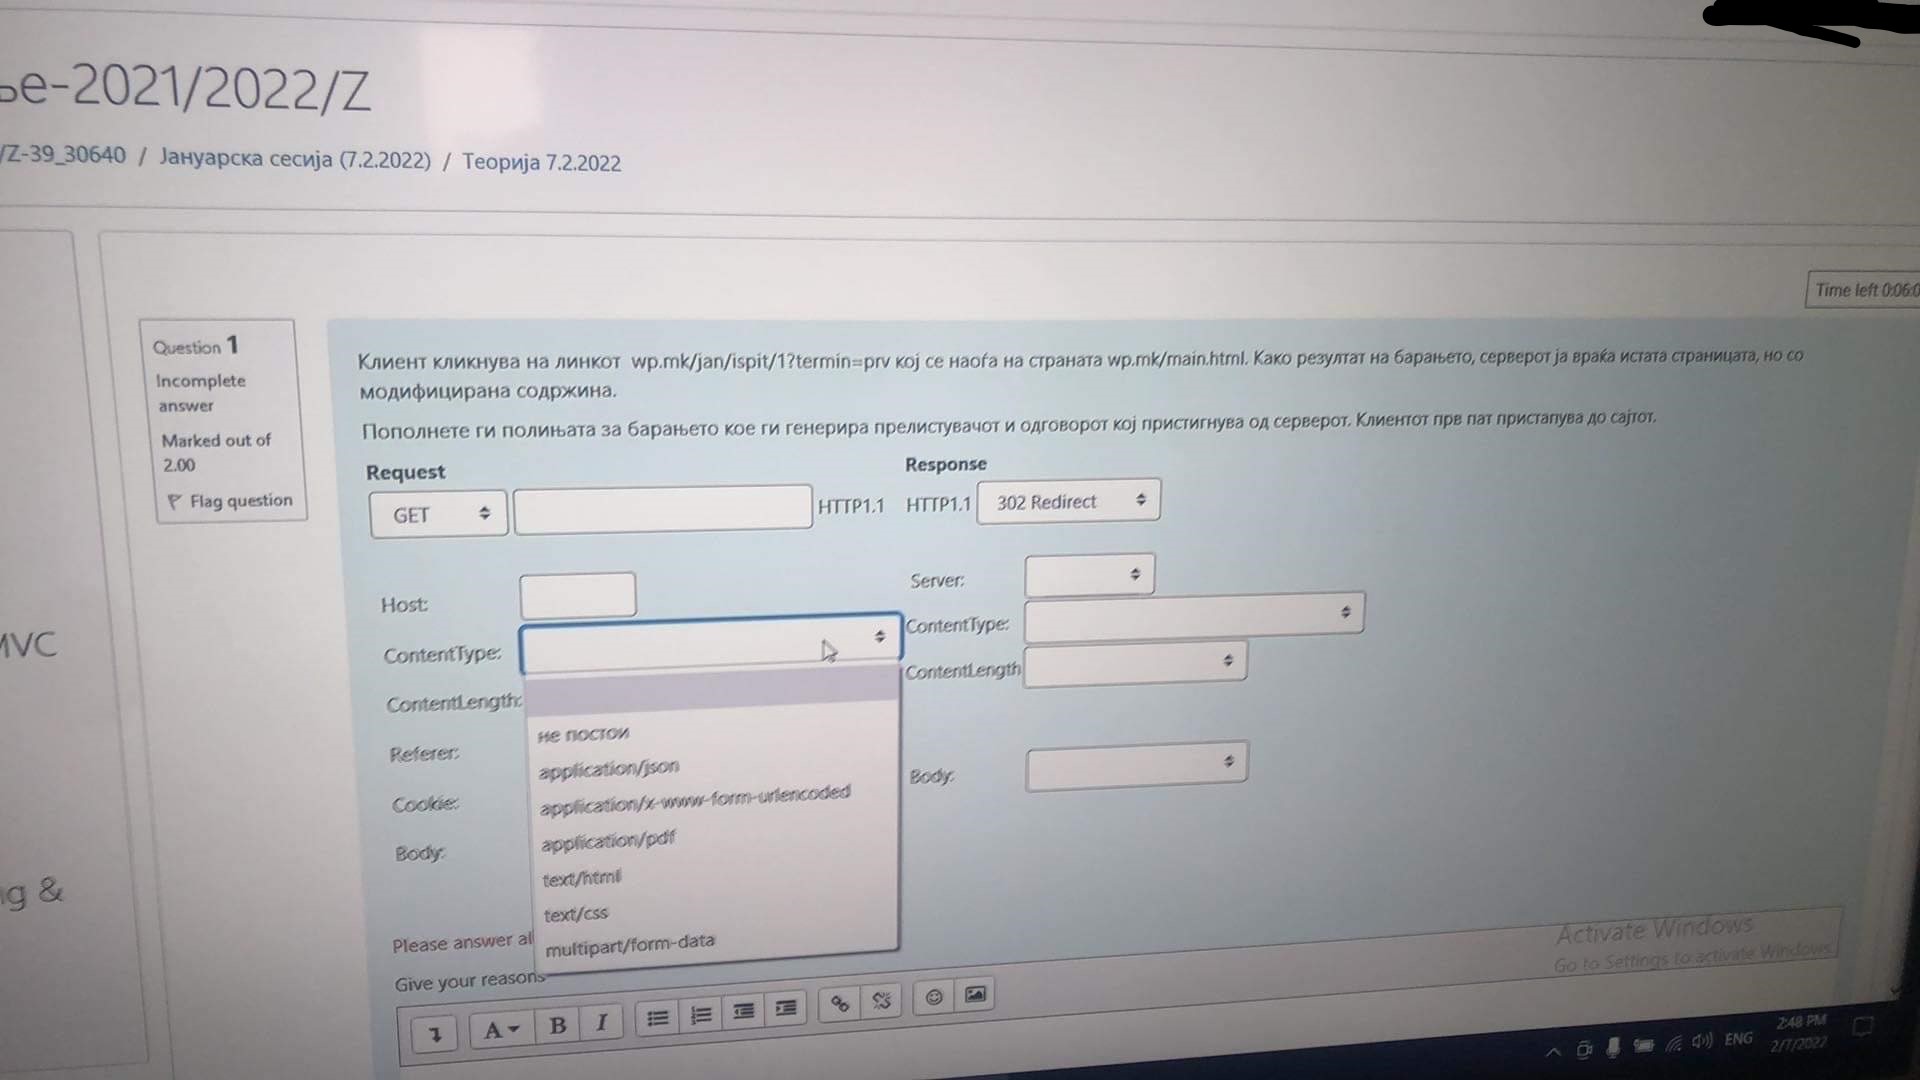 ье-2021/2022/Z
/Z-39_30640 / Јануарска сесија (7.2.2022) / Теорија 7.2.2022
Time left 0:06:0
Question 1
Incomplete answer
Marked out of 2.00
Flag question
Клиент кликнува на линкот wp.mk/jan/ispit/1?termin=prv кој се наоѓа на страната wp.mk/main.html. Како резултат на барањето, серверот ја враќа истата страницата, но со
модифицирана содржина.
Пополнете ги полињата за барањето кое ги генерира прелистувачот и одговорот кој пристигнува од серверот. Клиентот прв пат пристапува до сајтот.
Request Response
GET HTTP1.1 HTTP1.1 302 Redirect
Host: Server:
ContentType: ContentType:
ContentLength: ContentLength
не постои
Referer:
application/json
Body:
Cookie:
application/x-www-form-urlencoded
application/pdf
Body:
text/html
text/css
multipart/form-data
Please answer al
Give your reasons
MVC
ng &
A B I
Activate Windows
Go to Settings to activate Windows.
ENG
2:48 PM
2/7/2022